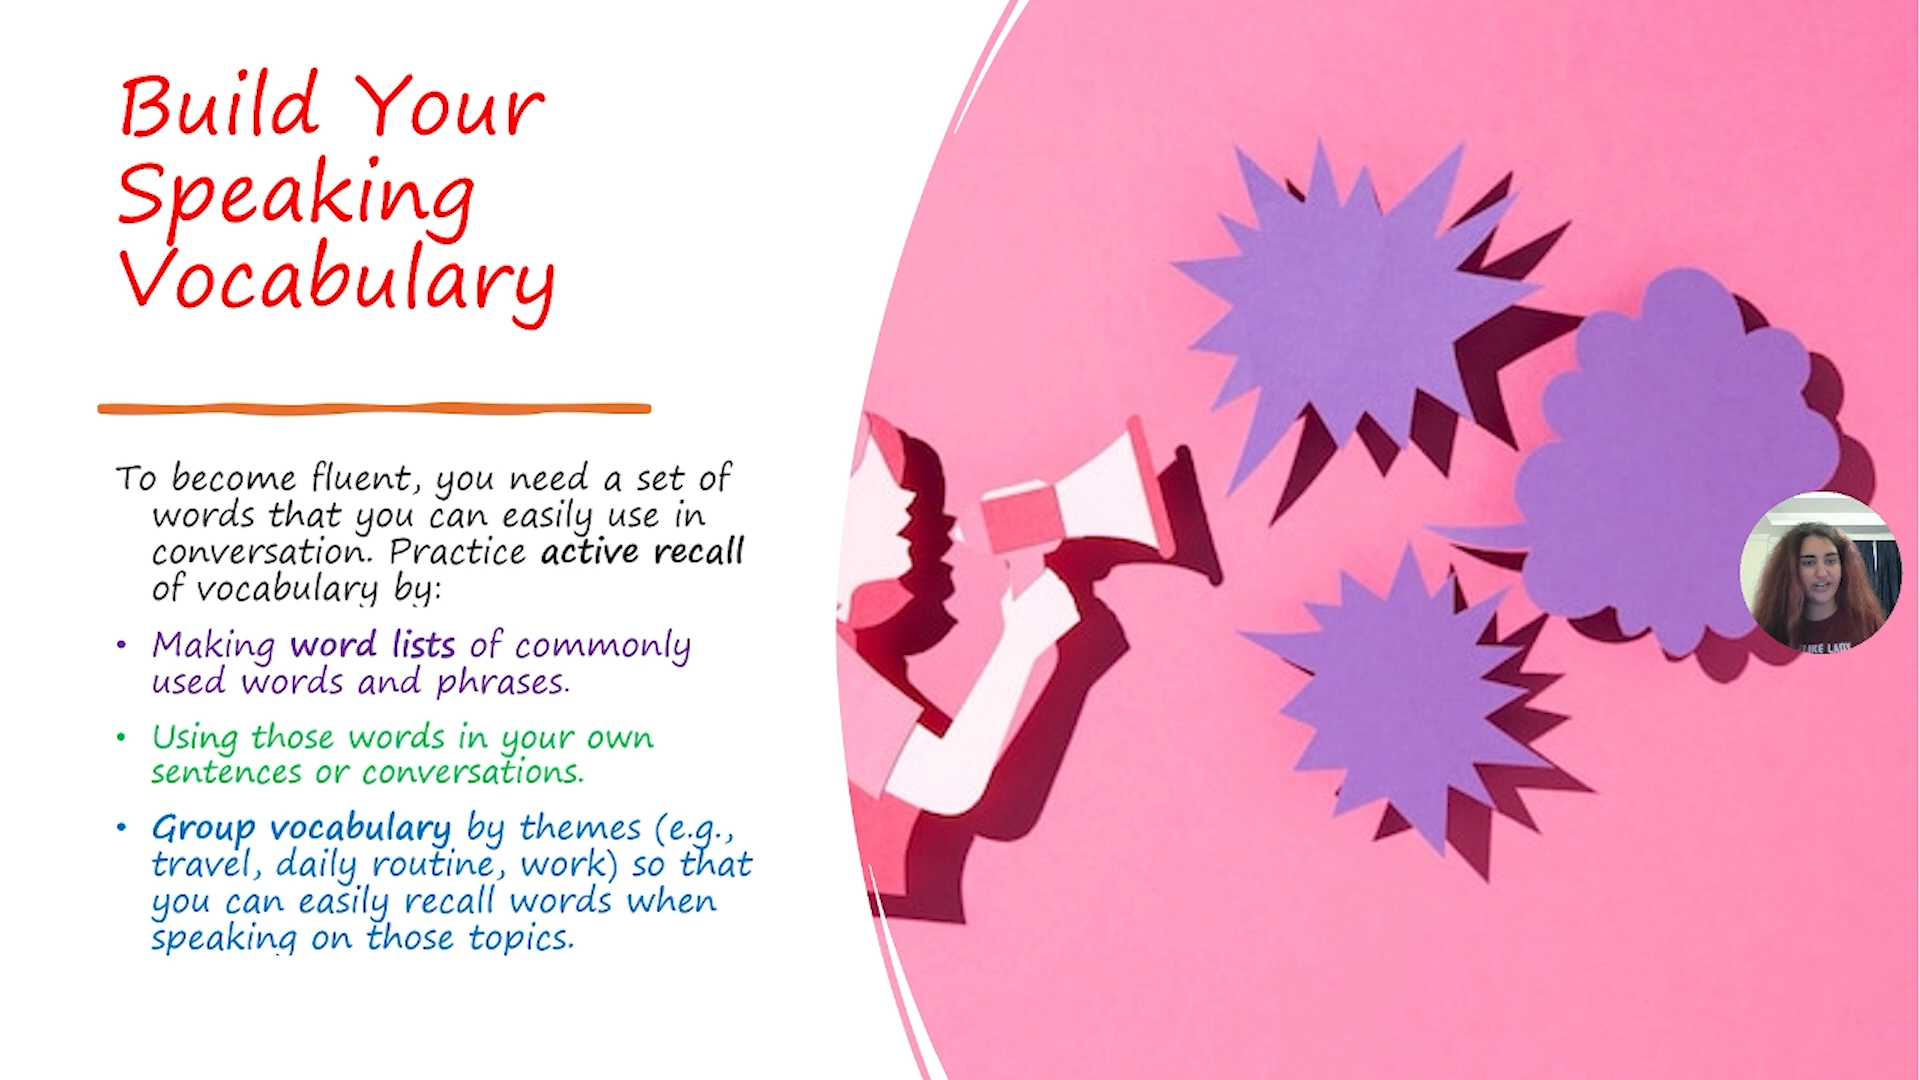 Build Your
Speaking
Vocabulary
To become fluent, you need a set of
words that you can easily use in
conversation. Practice active recall
of vocabulary by:
• Making word lists of commonly
used words and phrases.
• Using those words in your own
sentences or conversations.
• Group vocabulary by themes (e.g.,
travel, daily routine, work) so that
you can easily recall words when
speaking on those topics.
LIKE LADY